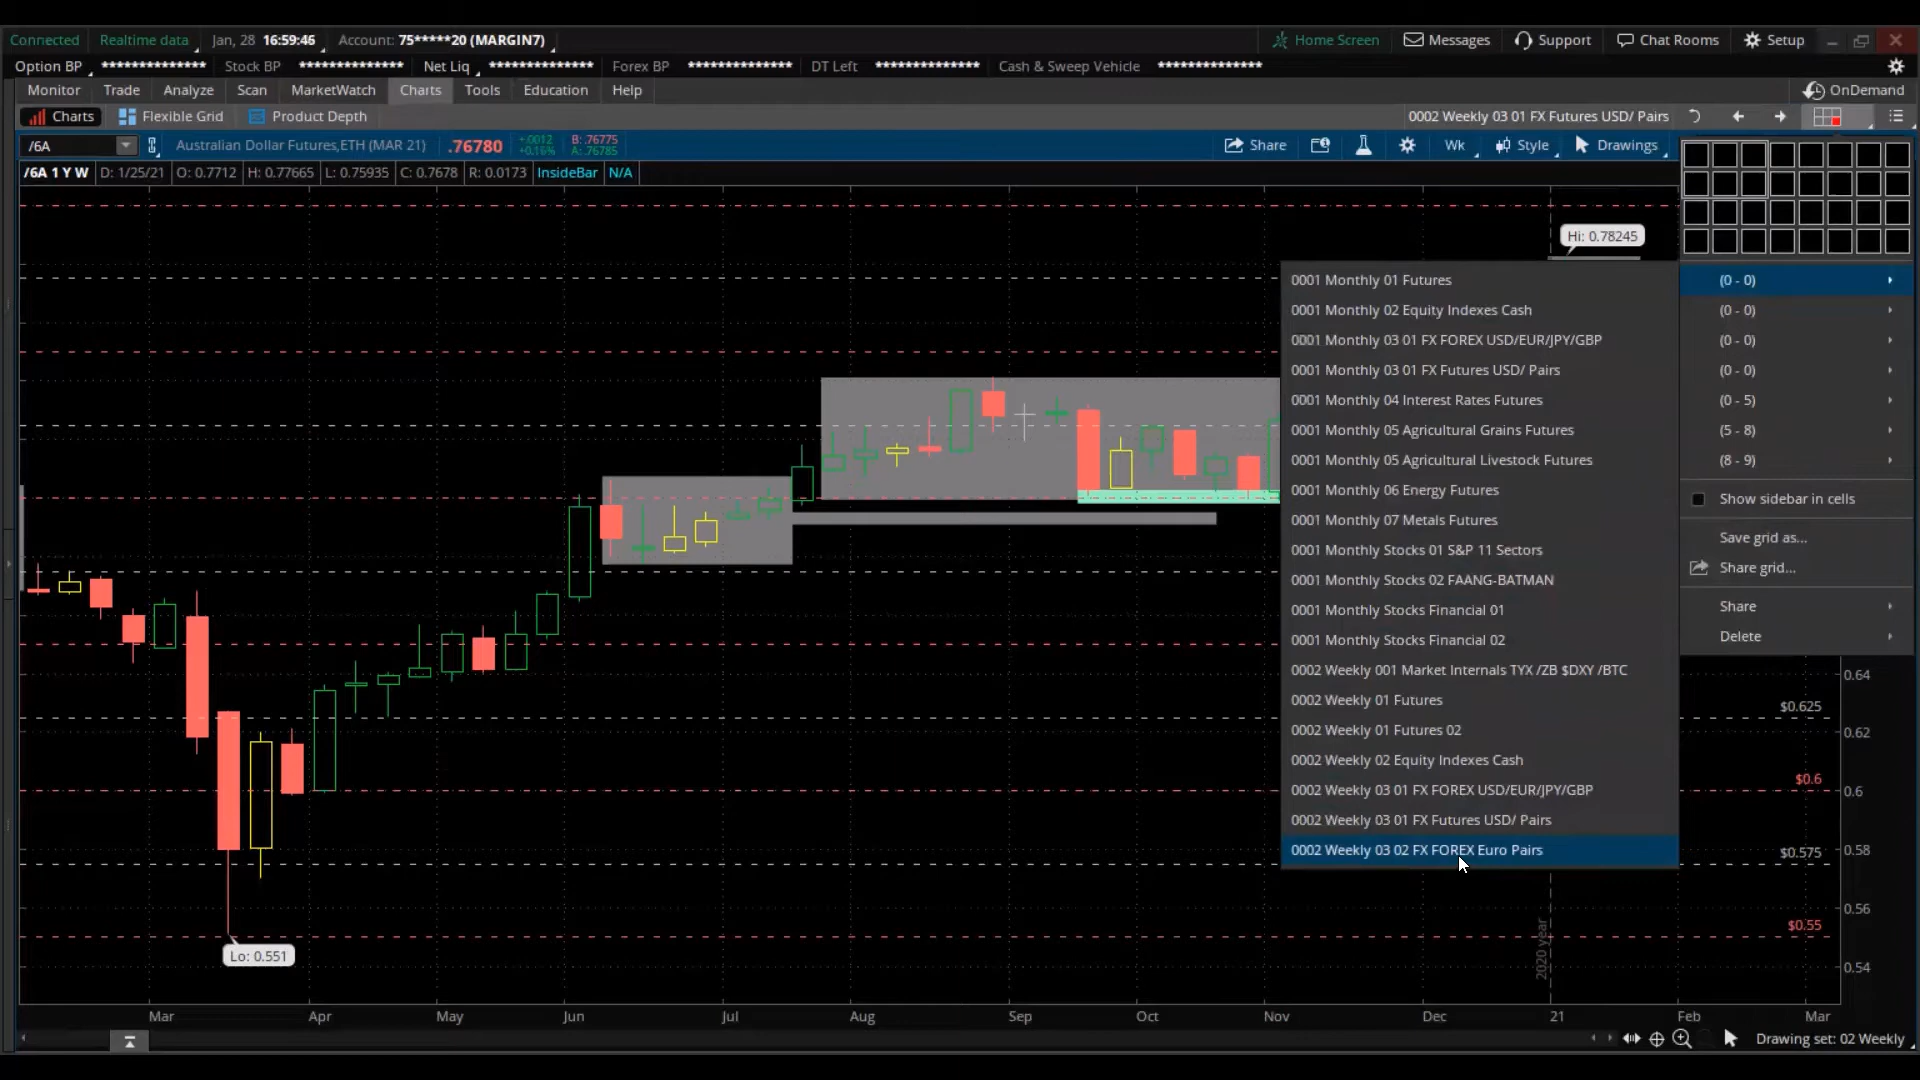 Connected Realtime data Jan, 28 16:59:46 Account: 75*****20 (MARGIN7) Home Screen Messages Support Chat Rooms Setup
Option BP ************** Stock BP ************** Net Liq ************** Forex BP ************** DT Left ************** Cash & Sweep Vehicle **************
Monitor Trade Analyze Scan MarketWatch Charts Tools Education Help OnDemand
Charts Flexible Grid Product Depth 0002 Weekly 03 01 FX Futures USD/ Pairs
/6A Australian Dollar Futures,ETH (MAR 21) .76780 +.0012 +0.16% B: .76775 A: .76785 Share Wk Style Drawings
/6A 1 Y W D: 1/25/21 O: 0.7712 H: 0.77665 L: 0.75935 C: 0.7678 R: 0.0173 InsideBar N/A
Hi: 0.78245
0001 Monthly 01 Futures
0001 Monthly 02 Equity Indexes Cash
0001 Monthly 03 01 FX FOREX USD/EUR/JPY/GBP
0001 Monthly 03 01 FX Futures USD/ Pairs
0001 Monthly 04 Interest Rates Futures
0001 Monthly 05 Agricultural Grains Futures
0001 Monthly 05 Agricultural Livestock Futures
0001 Monthly 06 Energy Futures
0001 Monthly 07 Metals Futures
0001 Monthly Stocks 01 S&P 11 Sectors
0001 Monthly Stocks 02 FAANG-BATMAN
0001 Monthly Stocks Financial 01
0001 Monthly Stocks Financial 02
0002 Weekly 001 Market Internals TYX /ZB $DXY /BTC
0002 Weekly 01 Futures
0002 Weekly 01 Futures 02
0002 Weekly 02 Equity Indexes Cash
0002 Weekly 03 01 FX FOREX USD/EUR/JPY/GBP
0002 Weekly 03 01 FX Futures USD/ Pairs
0002 Weekly 03 02 FX FOREX Euro Pairs
(0 - 0)
(0 - 0)
(0 - 0)
(0 - 0)
(0 - 5)
(5 - 8)
(8 - 9)
Show sidebar in cells
Save grid as...
Share grid...
Share
Delete
0.64
$0.625
0.62
$0.6
0.6
$0.575
0.58
0.56
$0.55
0.54
2020 year
Lo: 0.551
Mar Apr May Jun Jul Aug Sep Oct Nov Dec 21 Feb Mar
Drawing set: 02 Weekly